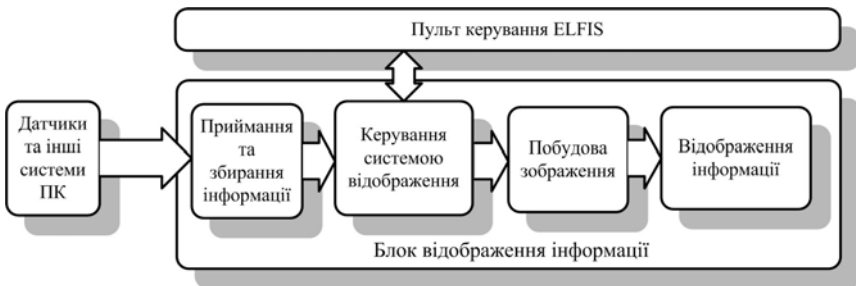 Пульт керування ELFIS
Датчики
та інші
системи
ПК
Приймання
та
збирання
інформації
Керування
системою
відображення
Побудова
зображення
Відображення
інформації
Блок відображення інформації